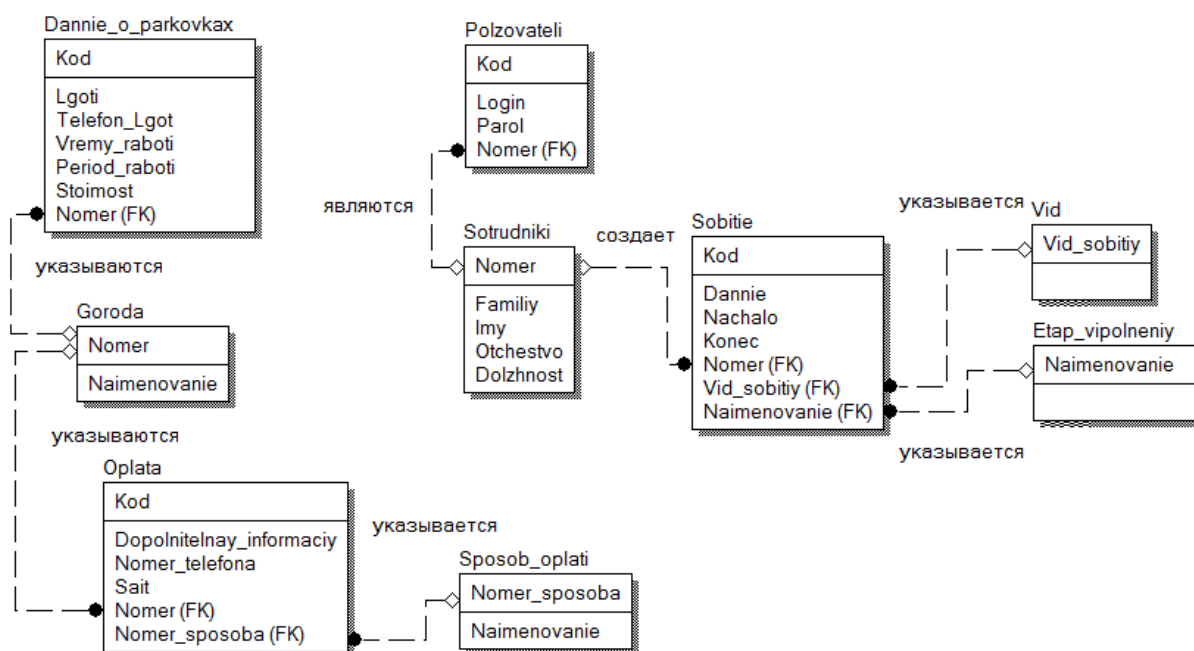 Dannie_o_parkovkax
Kod
Lgoti
Telefon_Lgot
Vremy_raboti
Period_raboti
Stoimost
Nomer (FK)
указываются
Goroda
Nomer
Naimenovanie
указываются
Oplata
Kod
Dopolnitelnay_informaciy
Nomer_telefona
Sait
Nomer (FK)
Nomer_sposoba (FK)
указывается
Sposob_oplati
Nomer_sposoba
Naimenovanie
Polzovateli
Kod
Login
Parol
Nomer (FK)
являются
Sotrudniki
Nomer
Familiy
Imy
Otchestvo
Dolzhnost
создает
Sobitie
Kod
Dannie
Nachalo
Konec
Nomer (FK)
Vid_sobitiy (FK)
Naimenovanie (FK)
указывается
Vid
Vid_sobitiy
Etap_vipolneniy
Naimenovanie
указывается